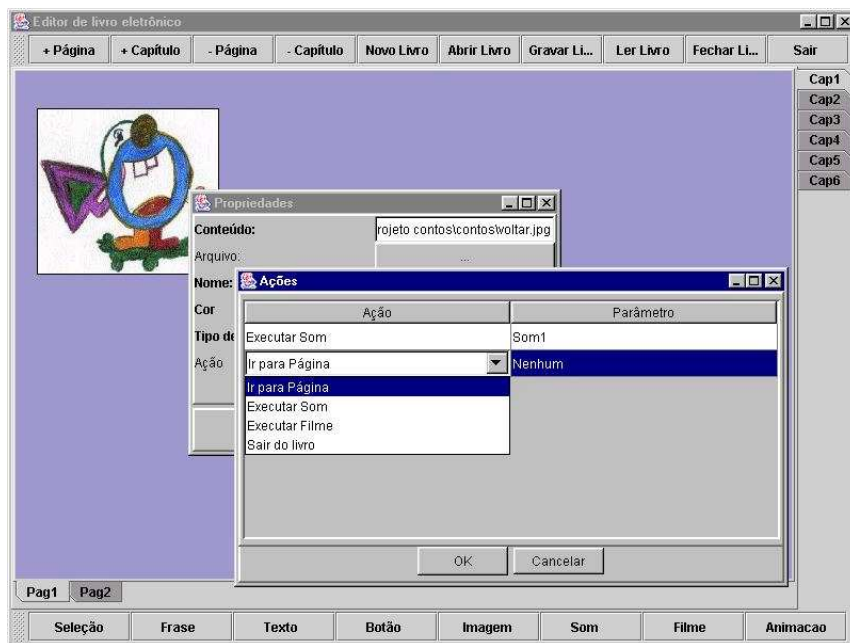 Editor de livro eletrônico
+ Página + Capítulo - Página - Capítulo Novo Livro Abrir Livro Gravar Li... Ler Livro Fechar Li... Sair
Cap1
Cap2
Cap3
Cap4
Cap5
Cap6
Propriedades
Conteúdo: rojeto contos\contos\voltar.jpg
Arquivo: ...
Nome:
Cor
Tipo de
Ação
Ações
Ação Parâmetro
Executar Som Som1
Ir para Página Nenhum
Ir para Página
Executar Som
Executar Filme
Sair do livro
OK Cancelar
Pag1 Pag2
Seleção Frase Texto Botão Imagem Som Filme Animacao